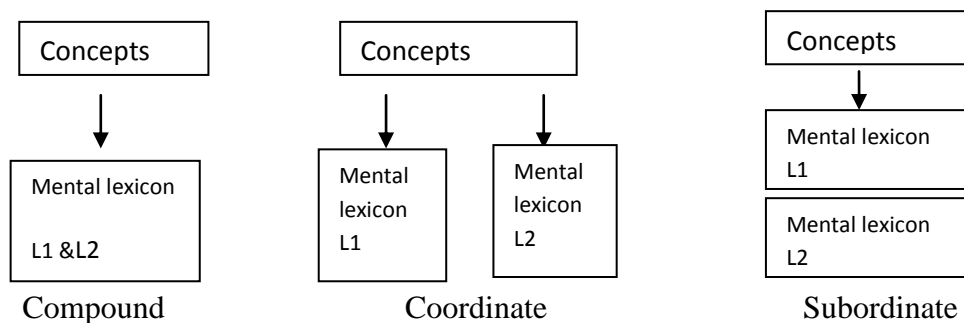 Concepts
Mental lexicon
L1 &L2
Compound
Concepts
Mental
lexicon
L1
Mental
lexicon
L2
Coordinate
Concepts
Mental lexicon
L1
Mental lexicon
L2
Subordinate